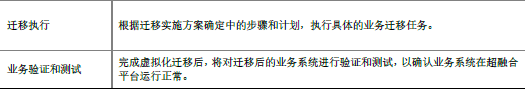 迁移执行
根据迁移实施方案确定中的步骤和计划，执行具体的业务迁移任务。
业务验证和测试
完成虚拟化迁移后，将对迁移后的业务系统进行验证和测试，以确认业务系统在超融合
平台运行正常。